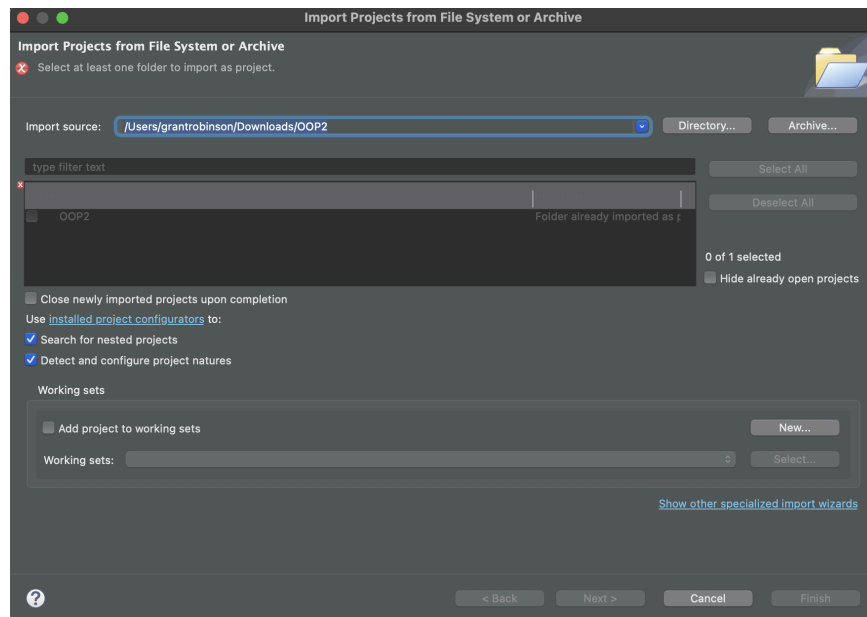 Import Projects from File System or Archive
Import Projects from File System or Archive
Select at least one folder to import as project.
Import source: /Users/grantrobinson/Downloads/OOP2 Directory... Archive...
type filter text Select All
Deselect All
OOP2 Folder already imported as p
0 of 1 selected
Hide already open projects
Close newly imported projects upon completion
Use installed project configurators to:
Search for nested projects
Detect and configure project natures
Working sets
Add project to working sets New...
Working sets: Select...
Show other specialized import wizards
? < Back Next > Cancel Finish